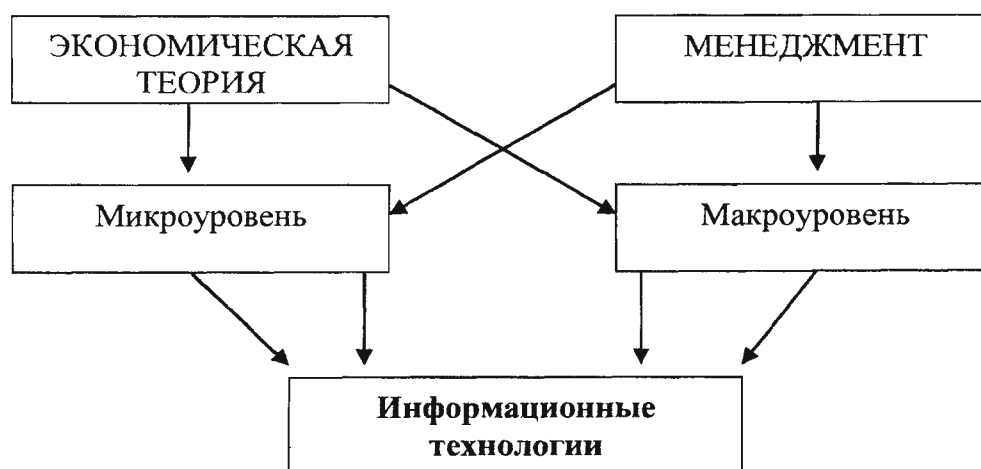 ЭКОНОМИЧЕСКАЯ
ТЕОРИЯ
МЕНЕДЖМЕНТ
Микроуровень
Макроуровень
Информационные
технологии